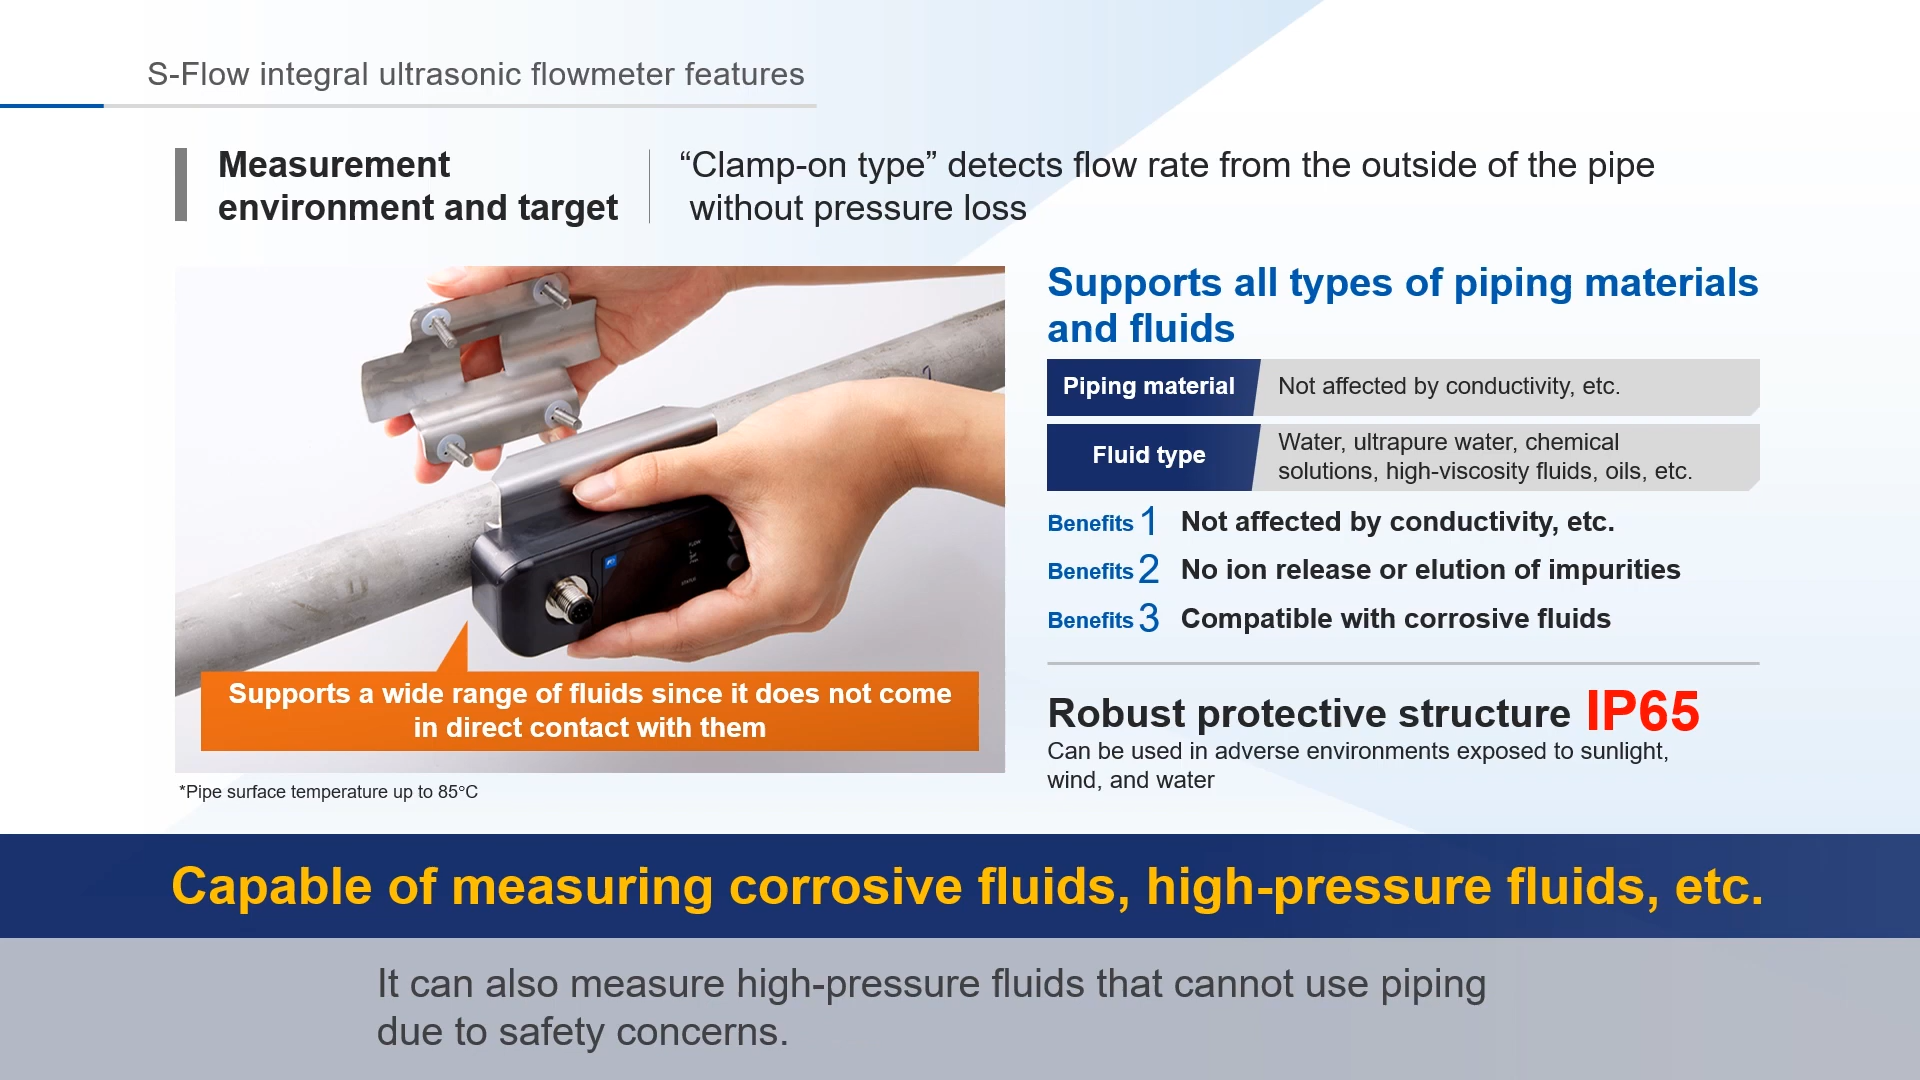 S-Flow integral ultrasonic flowmeter features
Measurement
environment and target
“Clamp-on type” detects flow rate from the outside of the pipe
without pressure loss
Supports all types of piping materials
and fluids
Piping material
Not affected by conductivity, etc.
Fluid type
Water, ultrapure water, chemical
solutions, high-viscosity fluids, oils, etc.
Benefits 1 Not affected by conductivity, etc.
Benefits 2 No ion release or elution of impurities
Benefits 3 Compatible with corrosive fluids
Supports a wide range of fluids since it does not come
in direct contact with them
*Pipe surface temperature up to 85°C
Robust protective structure IP65
Can be used in adverse environments exposed to sunlight,
wind, and water
Capable of measuring corrosive fluids, high-pressure fluids, etc.
It can also measure high-pressure fluids that cannot use piping
due to safety concerns.